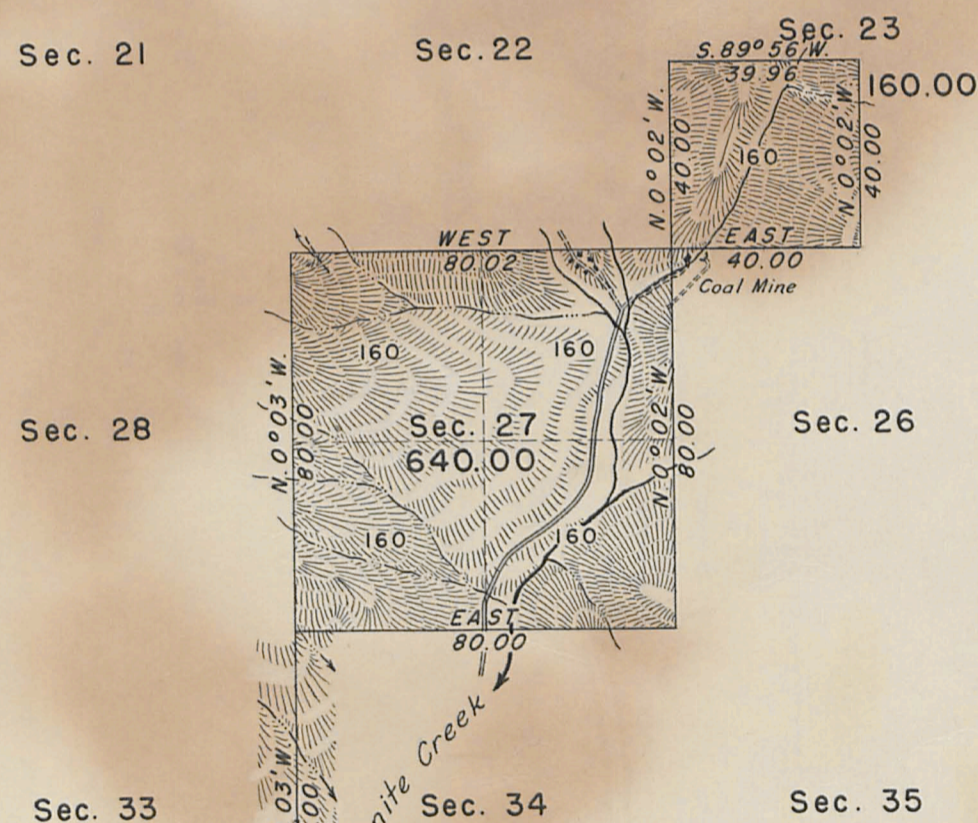 Sec. 21
Sec. 22
Sec. 23
S. 89° 56' W.
39.96
160.00
N. 0° 02' W.
40.00
160
N. 0° 02' W.
40.00
WEST
80.02
EAST
40.00
Coal Mine
160
160
N. 0° 03' W.
80.00
Sec. 28
Sec. 27
640.00
N. 0° 02' W.
80.00
Sec. 26
160
160
EAST
80.00
Creek
03' W
00
Sec. 33
Sec. 34
Sec. 35